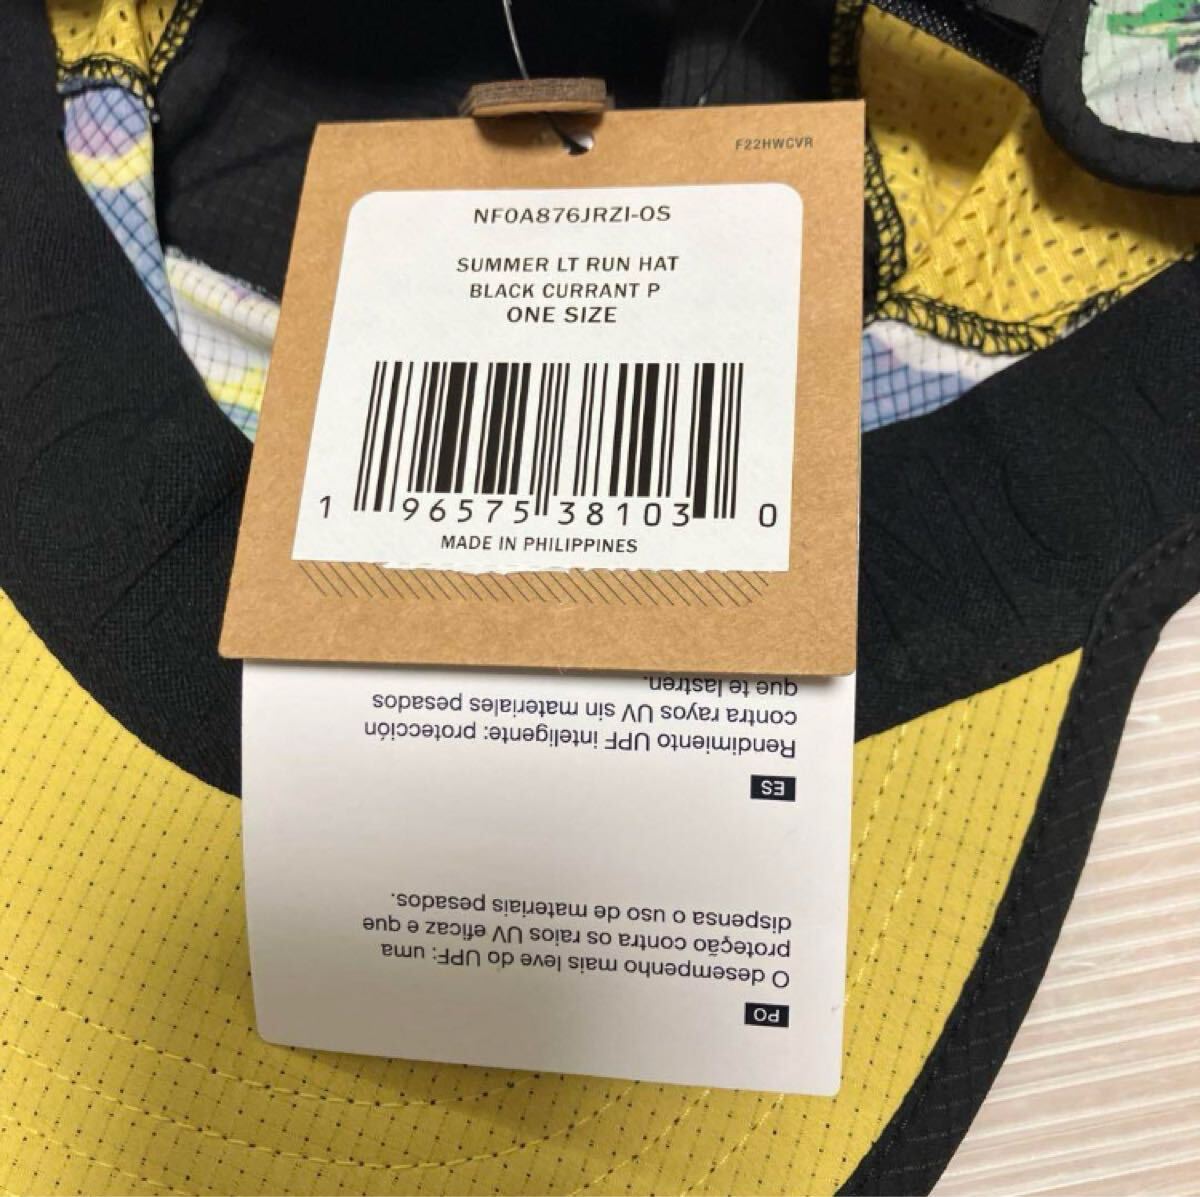 F22HWCVR
NF0A876JRZI-OS
SUMMER LT RUN HAT
BLACK CURRANT P
ONE SIZE
1 96575 38103 0
MADE IN PHILIPPINES
PO
O desempenho mais leve do UPF: uma
proteção contra os raios UV eficaz e que
dispensa o uso de materiais pesados.
ES
Rendimiento UPF inteligente: protección
contra rayos UV sin materiales pesados
que te lastren.